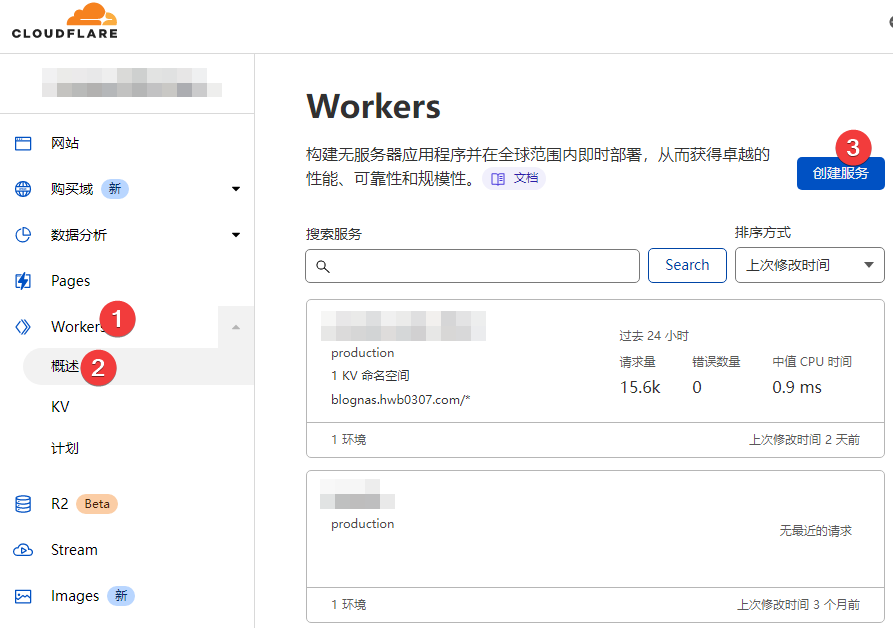 CLOUDFLARE
网站
购买域 新
数据分析
Pages
Workers 1
概述 2
KV
计划
R2 Beta
Stream
Images 新
Workers
构建无服务器应用程序并在全球范围内即时部署，从而获得卓越的
性能、可靠性和规模性。 文档
3
创建服务
搜索服务
排序方式
Search
上次修改时间
production
1 KV 命名空间
blognas.hwb0307.com/*
过去 24 小时
请求量 错误数量 中值 CPU 时间
15.6k 0 0.9 ms
1 环境
上次修改时间 2 天前
production
无最近的请求
1 环境
上次修改时间 3 个月前